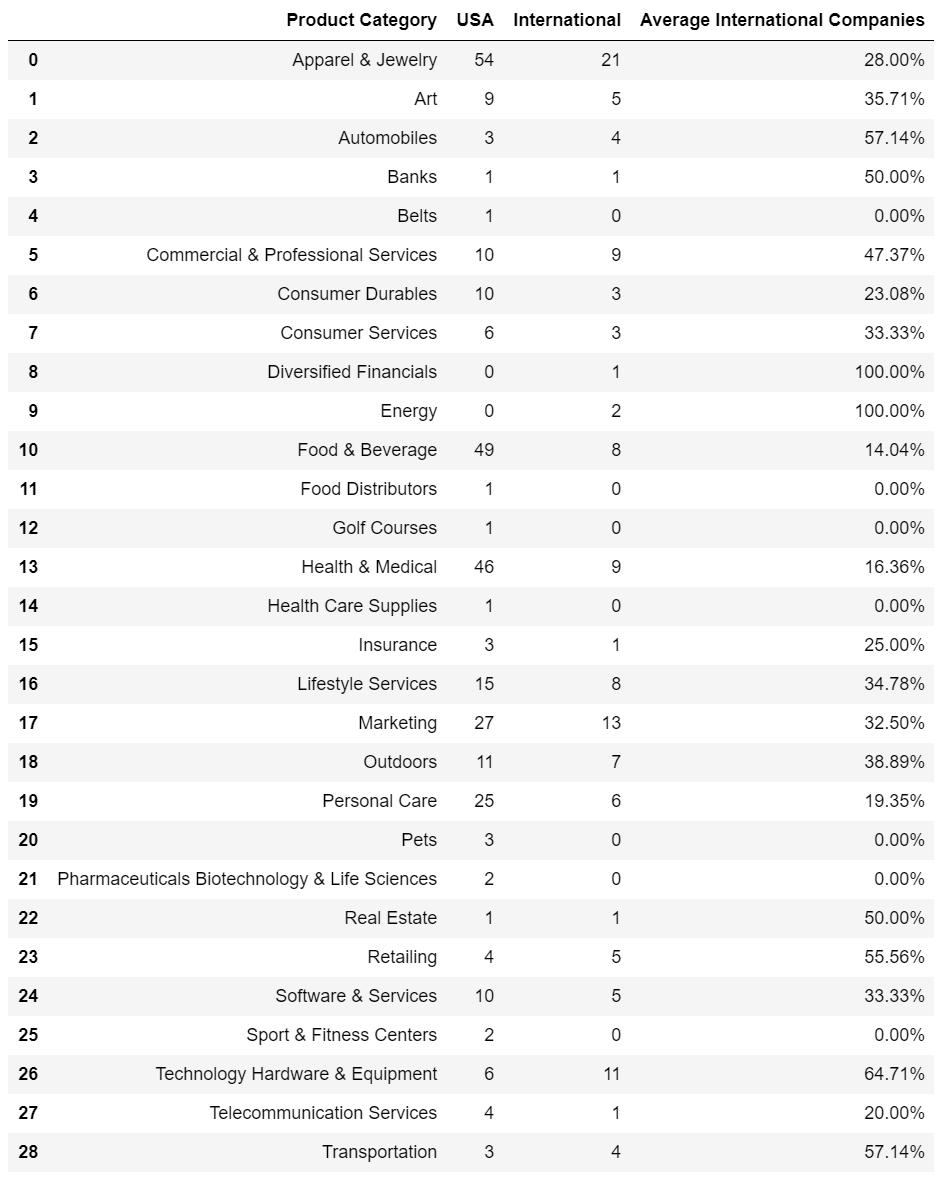 Product Category USA International Average International Companies
0 Apparel & Jewelry 54 21 28.00%
1 Art 9 5 35.71%
2 Automobiles 3 4 57.14%
3 Banks 1 1 50.00%
4 Belts 1 0 0.00%
5 Commercial & Professional Services 10 9 47.37%
6 Consumer Durables 10 3 23.08%
7 Consumer Services 6 3 33.33%
8 Diversified Financials 0 1 100.00%
9 Energy 0 2 100.00%
10 Food & Beverage 49 8 14.04%
11 Food Distributors 1 0 0.00%
12 Golf Courses 1 0 0.00%
13 Health & Medical 46 9 16.36%
14 Health Care Supplies 1 0 0.00%
15 Insurance 3 1 25.00%
16 Lifestyle Services 15 8 34.78%
17 Marketing 27 13 32.50%
18 Outdoors 11 7 38.89%
19 Personal Care 25 6 19.35%
20 Pets 3 0 0.00%
21 Pharmaceuticals Biotechnology & Life Sciences 2 0 0.00%
22 Real Estate 1 1 50.00%
23 Retailing 4 5 55.56%
24 Software & Services 10 5 33.33%
25 Sport & Fitness Centers 2 0 0.00%
26 Technology Hardware & Equipment 6 11 64.71%
27 Telecommunication Services 4 1 20.00%
28 Transportation 3 4 57.14%